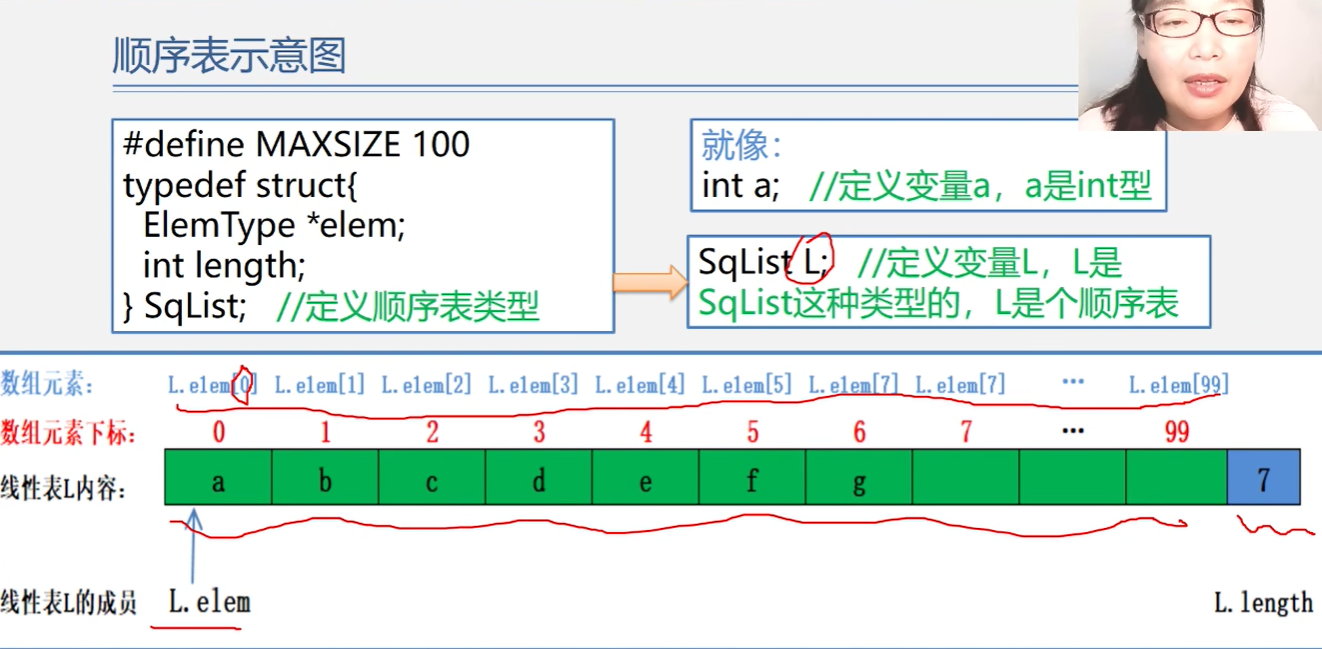 顺序表示意图
#define MAXSIZE 100
typedef struct{
ElemType *elem;
int length;
} SqList; //定义顺序表类型
就像:
int a; //定义变量a，a是int型
SqList L; //定义变量L，L是
SqList这种类型的，L是个顺序表
数组元素: L.elem[0] L.elem[1] L.elem[2] L.elem[3] L.elem[4] L.elem[5] L.elem[7] L.elem[7] ... L.elem[99]
数组元素下标: 0 1 2 3 4 5 6 7 ... 99
线性表L内容: a b c d e f g 7
线性表L的成员 L.elem L.length